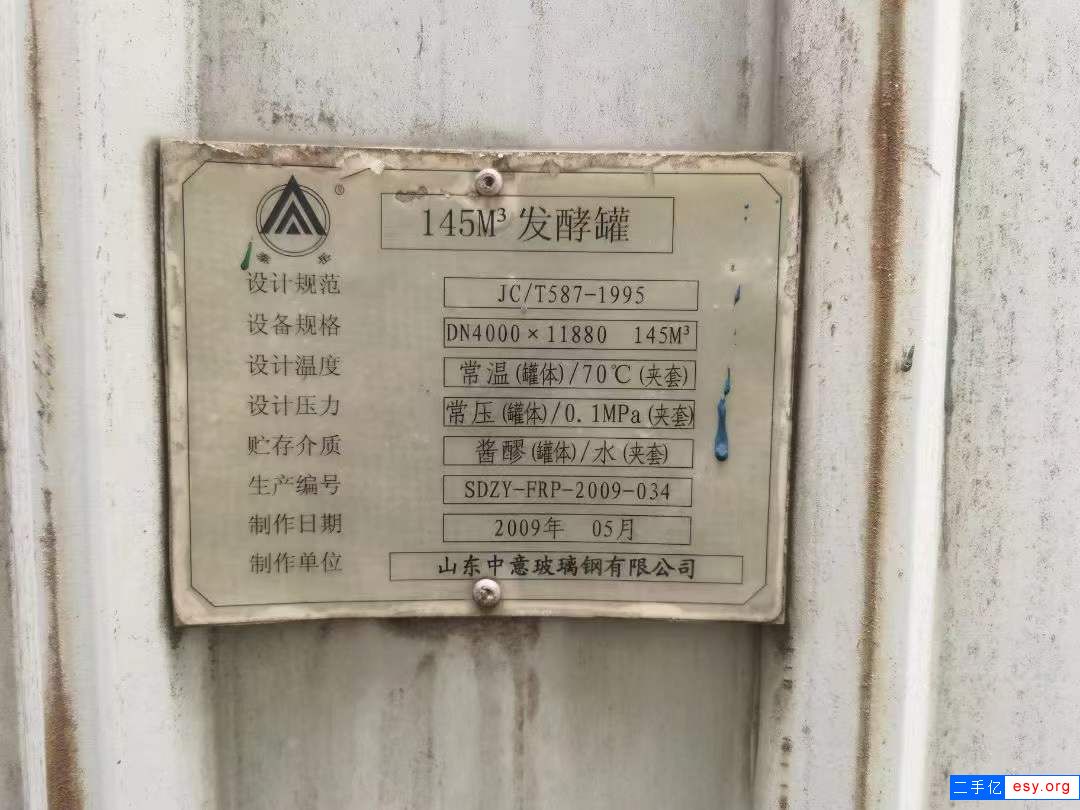 ®
145M³ 发酵罐
设计规范 JC/T587-1995
设备规格 DN4000×11880 145M³
设计温度 常温(罐体)/70℃(夹套)
设计压力 常压(罐体)/0.1MPa(夹套)
贮存介质 酱醪(罐体)/水(夹套)
生产编号 SDZY-FRP-2009-034
制作日期 2009年 05月
制作单位 山东中意玻璃钢有限公司
二手亿 esy.org